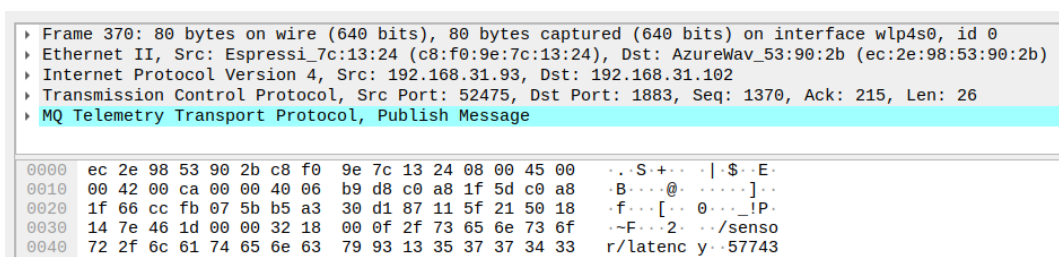 Frame 370: 80 bytes on wire (640 bits), 80 bytes captured (640 bits) on interface wlp4s0, id 0
Ethernet II, Src: Espressi_7c:13:24 (c8:f0:9e:7c:13:24), Dst: AzureWav_53:90:2b (ec:2e:98:53:90:2b)
Internet Protocol Version 4, Src: 192.168.31.93, Dst: 192.168.31.102
Transmission Control Protocol, Src Port: 52475, Dst Port: 1883, Seq: 1370, Ack: 215, Len: 26
MQ Telemetry Transport Protocol, Publish Message
0000 ec 2e 98 53 90 2b c8 f0 9e 7c 13 24 08 00 45 00 ·.·S·+·· ·|·$··E·
0010 00 42 00 ca 00 00 40 06 b9 d8 c0 a8 1f 5d c0 a8 ·B····@· ·····]··
0020 1f 66 cc fb 07 5b b5 a3 30 d1 87 11 5f 21 50 18 ·f···[·· 0···_!P·
0030 14 7e 46 1d 00 00 32 18 00 0f 2f 73 65 6e 73 6f ·~F···2· ··/senso
0040 72 2f 6c 61 74 65 6e 63 79 93 13 35 37 37 34 33 r/latenc y··57743